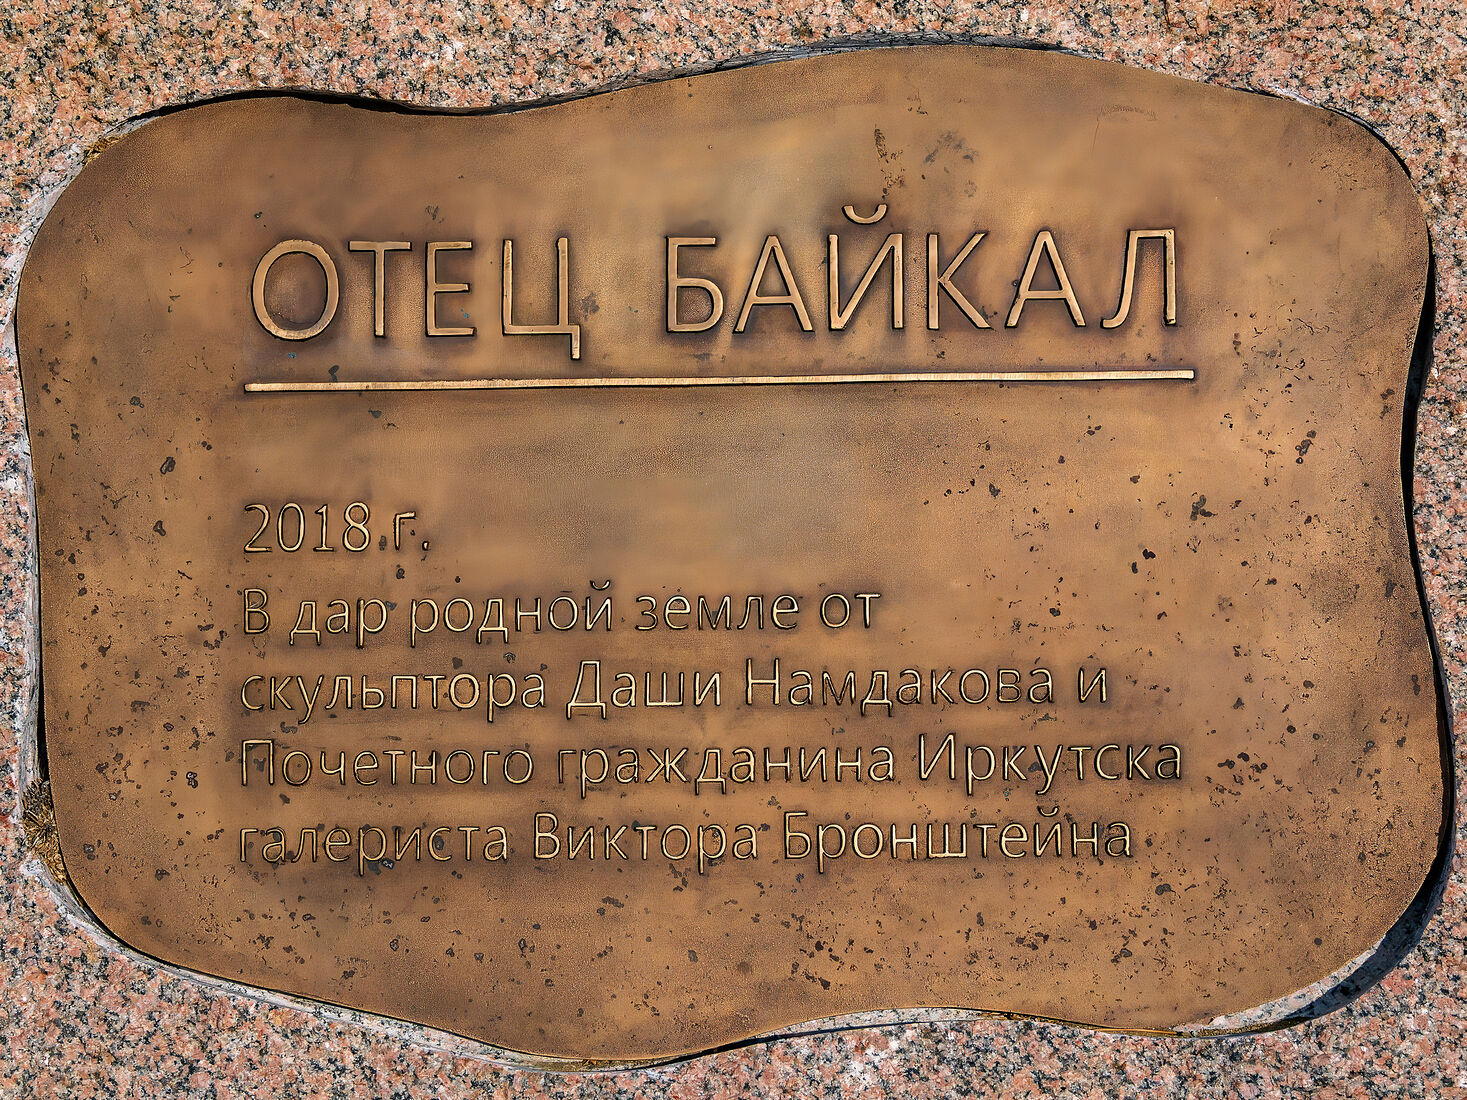 ОТЕЦ БАЙКАЛ
2018 г.
В дар родной земле от
скульптора Даши Намдакова и
Почетного гражданина Иркутска
галериста Виктора Бронштейна